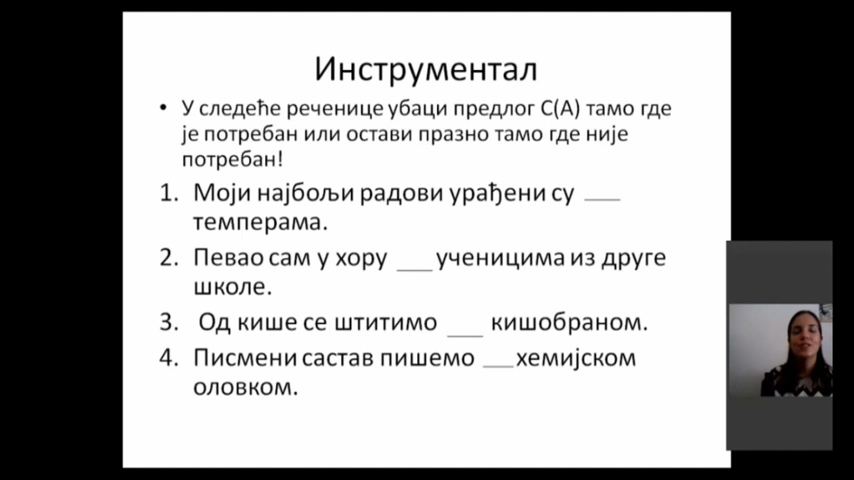 Инструментал
• У следеће реченице убаци предлог С(А) тамо где
је потребан или остави празно тамо где није
потребан!
1. Моји најбољи радови урађени су ___
темперама.
2. Певао сам у хору ___ ученицима из друге
школе.
3. Од кише се штитимо ___ кишобраном.
4. Писмени састав пишемо ___ хемијском
оловком.